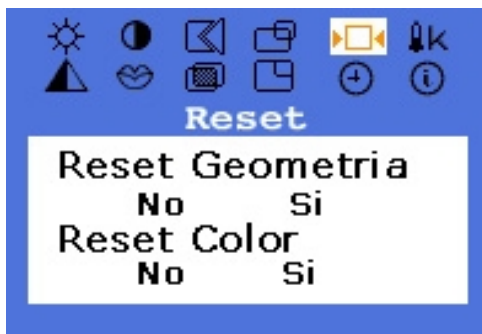 K
Reset
Reset Geometria
No Si
Reset Color
No Si